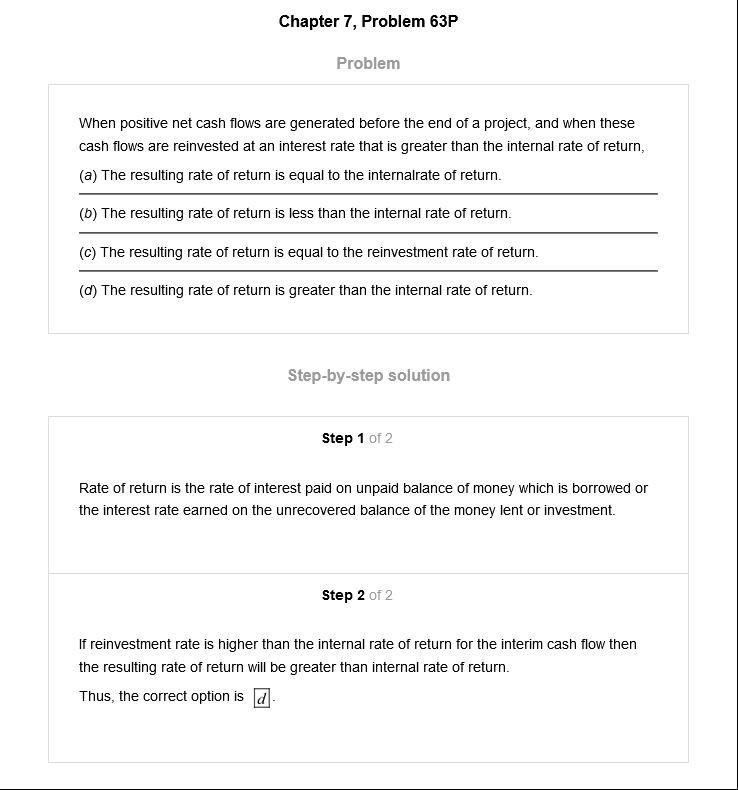 Chapter 7, Problem 63P
Problem
When positive net cash flows are generated before the end of a project, and when these
cash flows are reinvested at an interest rate that is greater than the internal rate of return,
(a) The resulting rate of return is equal to the internalrate of return.
(b) The resulting rate of return is less than the internal rate of return.
(c) The resulting rate of return is equal to the reinvestment rate of return.
(d) The resulting rate of return is greater than the internal rate of return.
Step-by-step solution
Step 1 of 2
Rate of return is the rate of interest paid on unpaid balance of money which is borrowed or
the interest rate earned on the unrecovered balance of the money lent or investment.
Step 2 of 2
If reinvestment rate is higher than the internal rate of return for the interim cash flow then
the resulting rate of return will be greater than internal rate of return.
Thus, the correct option is d.